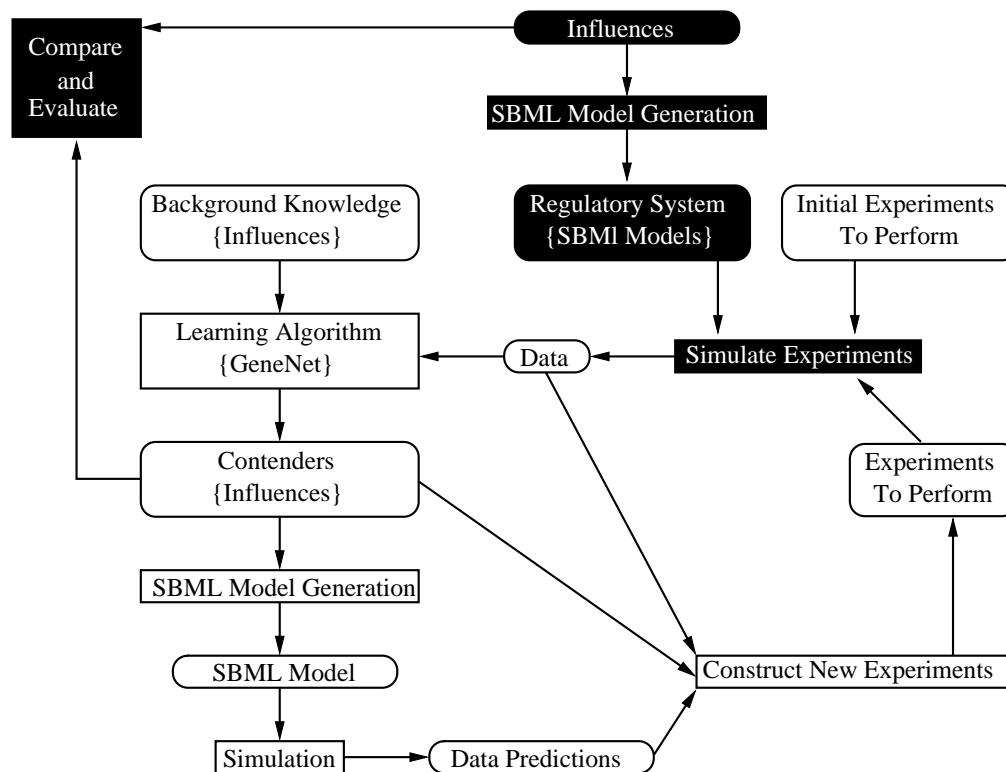 Influences
Compare
and
Evaluate
SBML Model Generation
Background Knowledge
{Influences}
Regulatory System
{SBMl Models}
Initial Experiments
To Perform
Learning Algorithm
{GeneNet}
Data
Simulate Experiments
Contenders
{Influences}
Experiments
To Perform
SBML Model Generation
SBML Model
Construct New Experiments
Simulation
Data Predictions